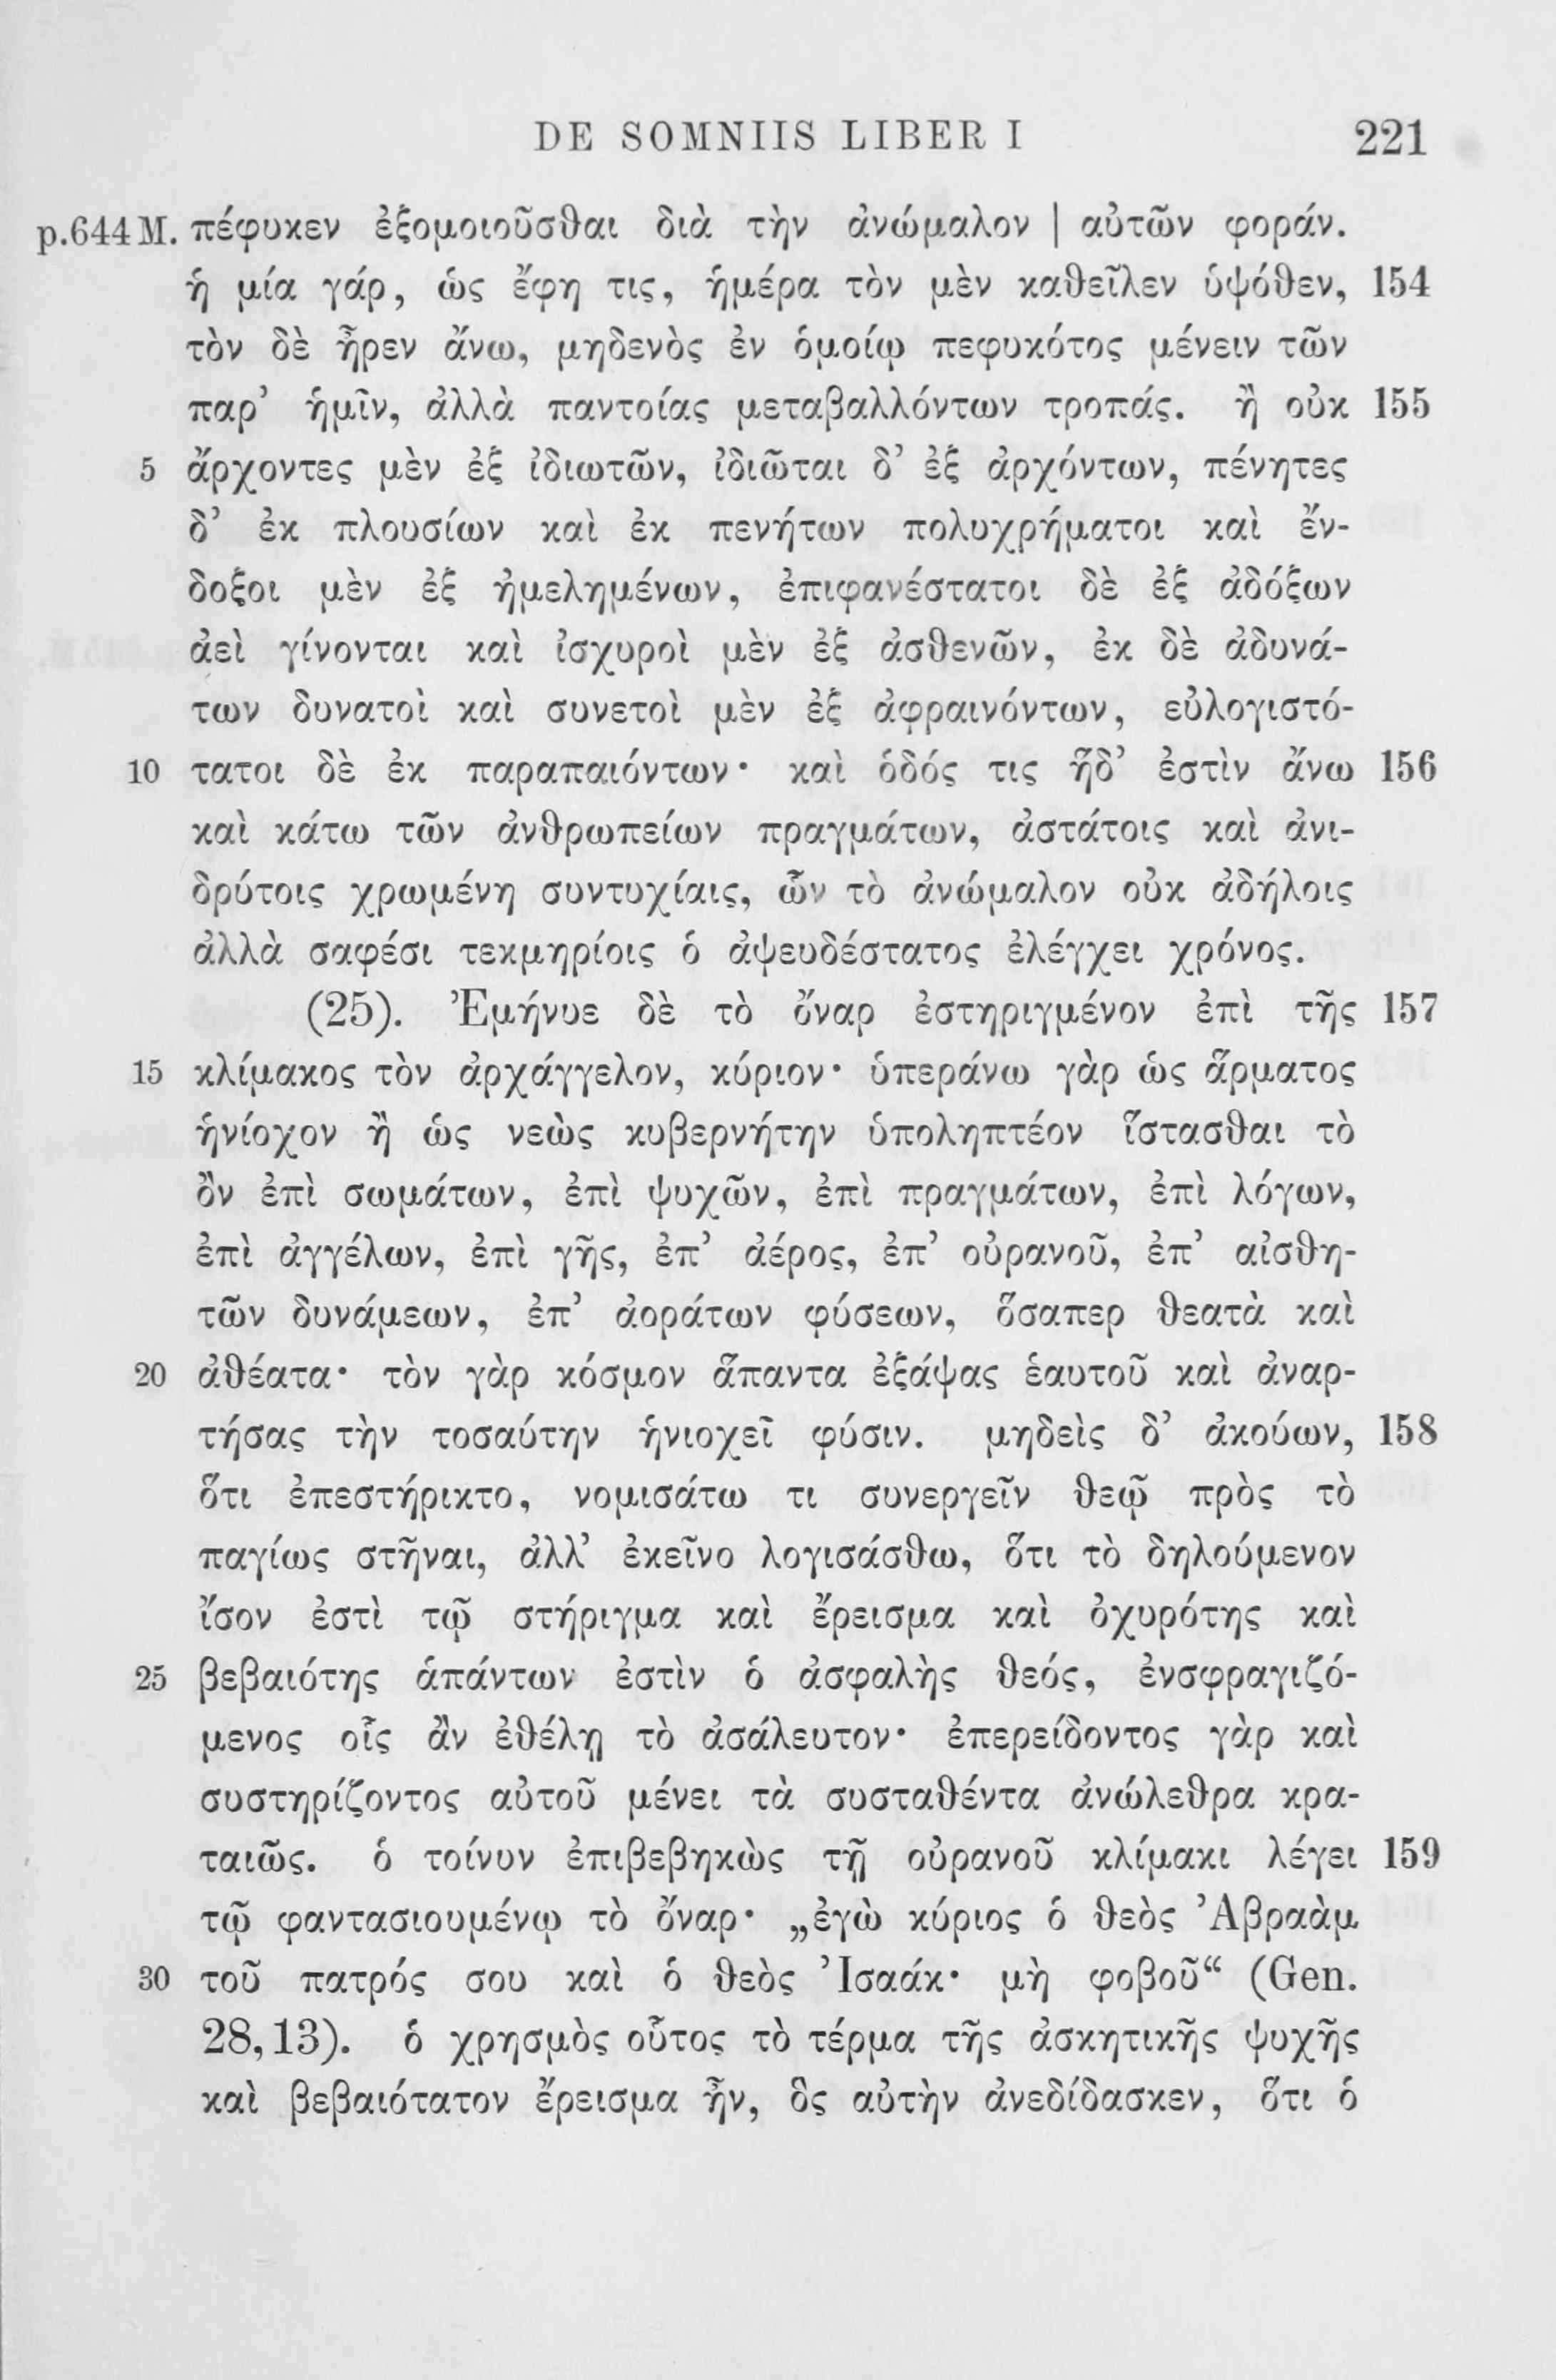 DE SOMNIIS LIBER I 221
p.644 M. πέφυκεν ἐξομοιοῦσθαι διὰ τὴν ἀνώμαλον | αὐτῶν φοράν.
ἡ μία γάρ, ὡς ἔφη τις, ἡμέρα τὸν μὲν καθεῖλεν ὑψόθεν, 154
τὸν δὲ ἦρεν ἄνω, μηδενὸς ἐν ὁμοίῳ πεφυκότος μένειν τῶν
παρ’ ἡμῖν, ἀλλὰ παντοίας μεταβαλλόντων τροπάς. ἢ οὐκ 155
5 ἄρχοντες μὲν ἐξ ἰδιωτῶν, ἰδιῶται δ’ ἐξ ἀρχόντων, πένητες
δ’ ἐκ πλουσίων καὶ ἐκ πενήτων πολυχρήματοι καὶ ἔν-
δοξοι μὲν ἐξ ἠμελημένων, ἐπιφανέστατοι δὲ ἐξ ἀδόξων
ἀεὶ γίνονται καὶ ἰσχυροὶ μὲν ἐξ ἀσθενῶν, ἐκ δὲ ἀδυνά-
των δυνατοὶ καὶ συνετοὶ μὲν ἐξ ἀφραινόντων, εὐλογιστό-
10 τατοι δὲ ἐκ παραπαιόντων· καὶ ὁδός τις ἥδ’ ἐστὶν ἄνω 156
καὶ κάτω τῶν ἀνθρωπείων πραγμάτων, ἀστάτοις καὶ ἀνι-
δρύτοις χρωμένη συντυχίαις, ὧν τὸ ἀνώμαλον οὐκ ἀδήλοις
ἀλλὰ σαφέσι τεκμηρίοις ὁ ἀψευδέστατος ἐλέγχει χρόνος.
(25). Ἐμήνυε δὲ τὸ ὄναρ ἐστηριγμένον ἐπὶ τῆς 157
15 κλίμακος τὸν ἀρχάγγελον, κύριον· ὑπεράνω γὰρ ὡς ἅρματος
ἡνίοχον ἢ ὡς νεὼς κυβερνήτην ὑποληπτέον ἵστασθαι τὸ
ὂν ἐπὶ σωμάτων, ἐπὶ ψυχῶν, ἐπὶ πραγμάτων, ἐπὶ λόγων,
ἐπὶ ἀγγέλων, ἐπὶ γῆς, ἐπ’ ἀέρος, ἐπ’ οὐρανοῦ, ἐπ’ αἰσθη-
τῶν δυνάμεων, ἐπ’ ἀοράτων φύσεων, ὅσαπερ θεατὰ καὶ
20 ἀθέατα· τὸν γὰρ κόσμον ἅπαντα ἐξάψας ἑαυτοῦ καὶ ἀναρ-
τήσας τὴν τοσαύτην ἡνιοχεῖ φύσιν. μηδεὶς δ’ ἀκούων, 158
ὅτι ἐπεστήρικτο, νομισάτω τι συνεργεῖν θεῷ πρὸς τὸ
παγίως στῆναι, ἀλλ’ ἐκεῖνο λογισάσθω, ὅτι τὸ δηλούμενον
ἴσον ἐστὶ τῷ στήριγμα καὶ ἔρεισμα καὶ ὀχυρότης καὶ
25 βεβαιότης ἁπάντων ἐστὶν ὁ ἀσφαλὴς θεός, ἐνσφραγιζό-
μενος οἷς ἂν ἐθέλῃ τὸ ἀσάλευτον· ἐπερείδοντος γὰρ καὶ
συστηρίζοντος αὐτοῦ μένει τὰ συσταθέντα ἀνώλεθρα κρα-
ταιῶς. ὁ τοίνυν ἐπιβεβηκὼς τῇ οὐρανοῦ κλίμακι λέγει 159
τῷ φαντασιουμένῳ τὸ ὄναρ· „ἐγὼ κύριος ὁ θεὸς Ἀβραὰμ
30 τοῦ πατρός σου καὶ ὁ θεὸς Ἰσαάκ· μὴ φοβοῦ“ (Gen.
28,13). ὁ χρησμὸς οὗτος τὸ τέρμα τῆς ἀσκητικῆς ψυχῆς
καὶ βεβαιότατον ἔρεισμα ἦν, ὃς αὐτὴν ἀνεδίδασκεν, ὅτι ὁ